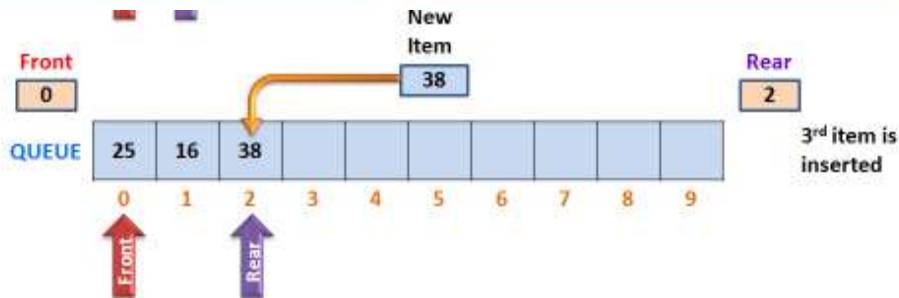 New
Item
Front
Rear
0
38
2
QUEUE 25 16 38
3rd item is
inserted
0 1 2 3 4 5 6 7 8 9
Front
Rear